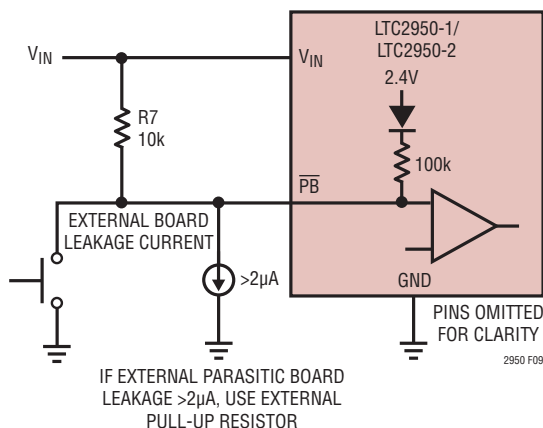 LTC2950-1/
LTC2950-2
V_IN
V_IN
2.4V
R7
10k
100k
PB
EXTERNAL BOARD
LEAKAGE CURRENT
>2µA
GND
PINS OMITTED
FOR CLARITY
2950 F09
IF EXTERNAL PARASITIC BOARD
LEAKAGE >2µA, USE EXTERNAL
PULL-UP RESISTOR